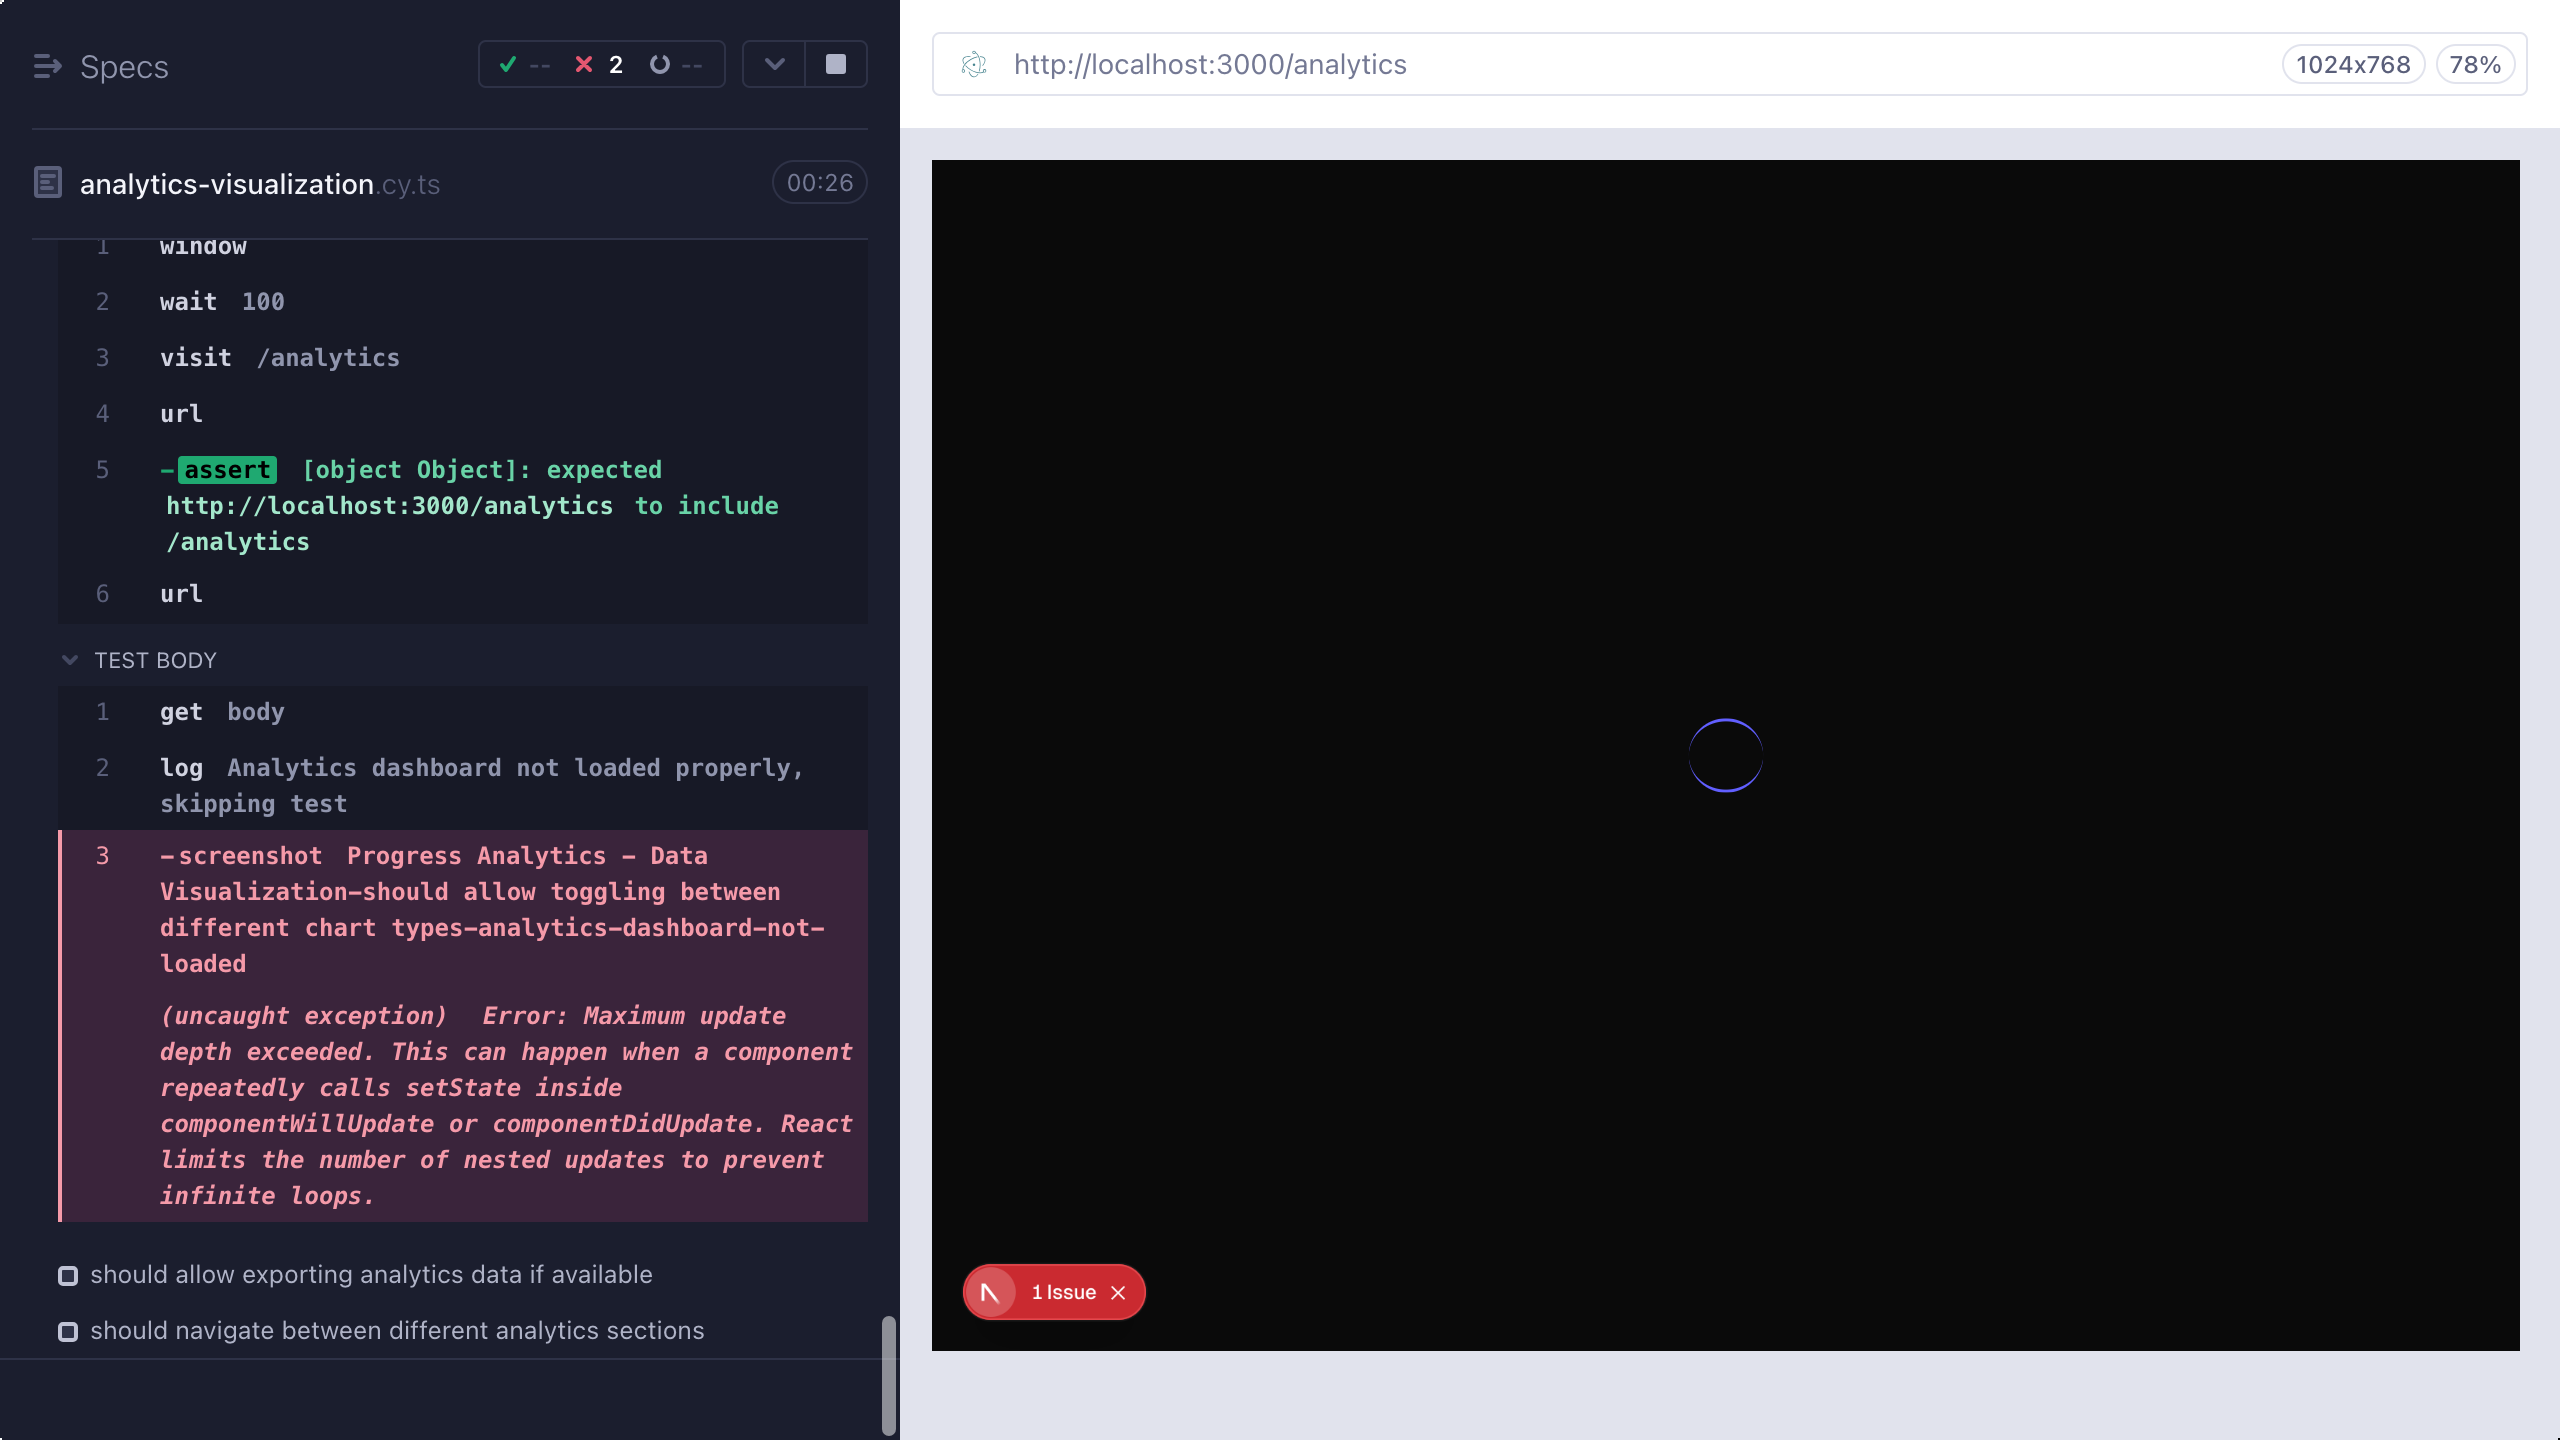 Specs
-- 2 --
analytics-visualization.cy.ts 00:26
1 window
2 wait 100
3 visit /analytics
4 url
5 -assert [object Object]: expected
http://localhost:3000/analytics to include
/analytics
6 url
TEST BODY
1 get body
2 log Analytics dashboard not loaded properly,
skipping test
3 -screenshot Progress Analytics - Data
Visualization-should allow toggling between
different chart types-analytics-dashboard-not-
loaded
(uncaught exception) Error: Maximum update
depth exceeded. This can happen when a component
repeatedly calls setState inside
componentWillUpdate or componentDidUpdate. React
limits the number of nested updates to prevent
infinite loops.
should allow exporting analytics data if available
should navigate between different analytics sections
http://localhost:3000/analytics
1024x768 78%
1 Issue